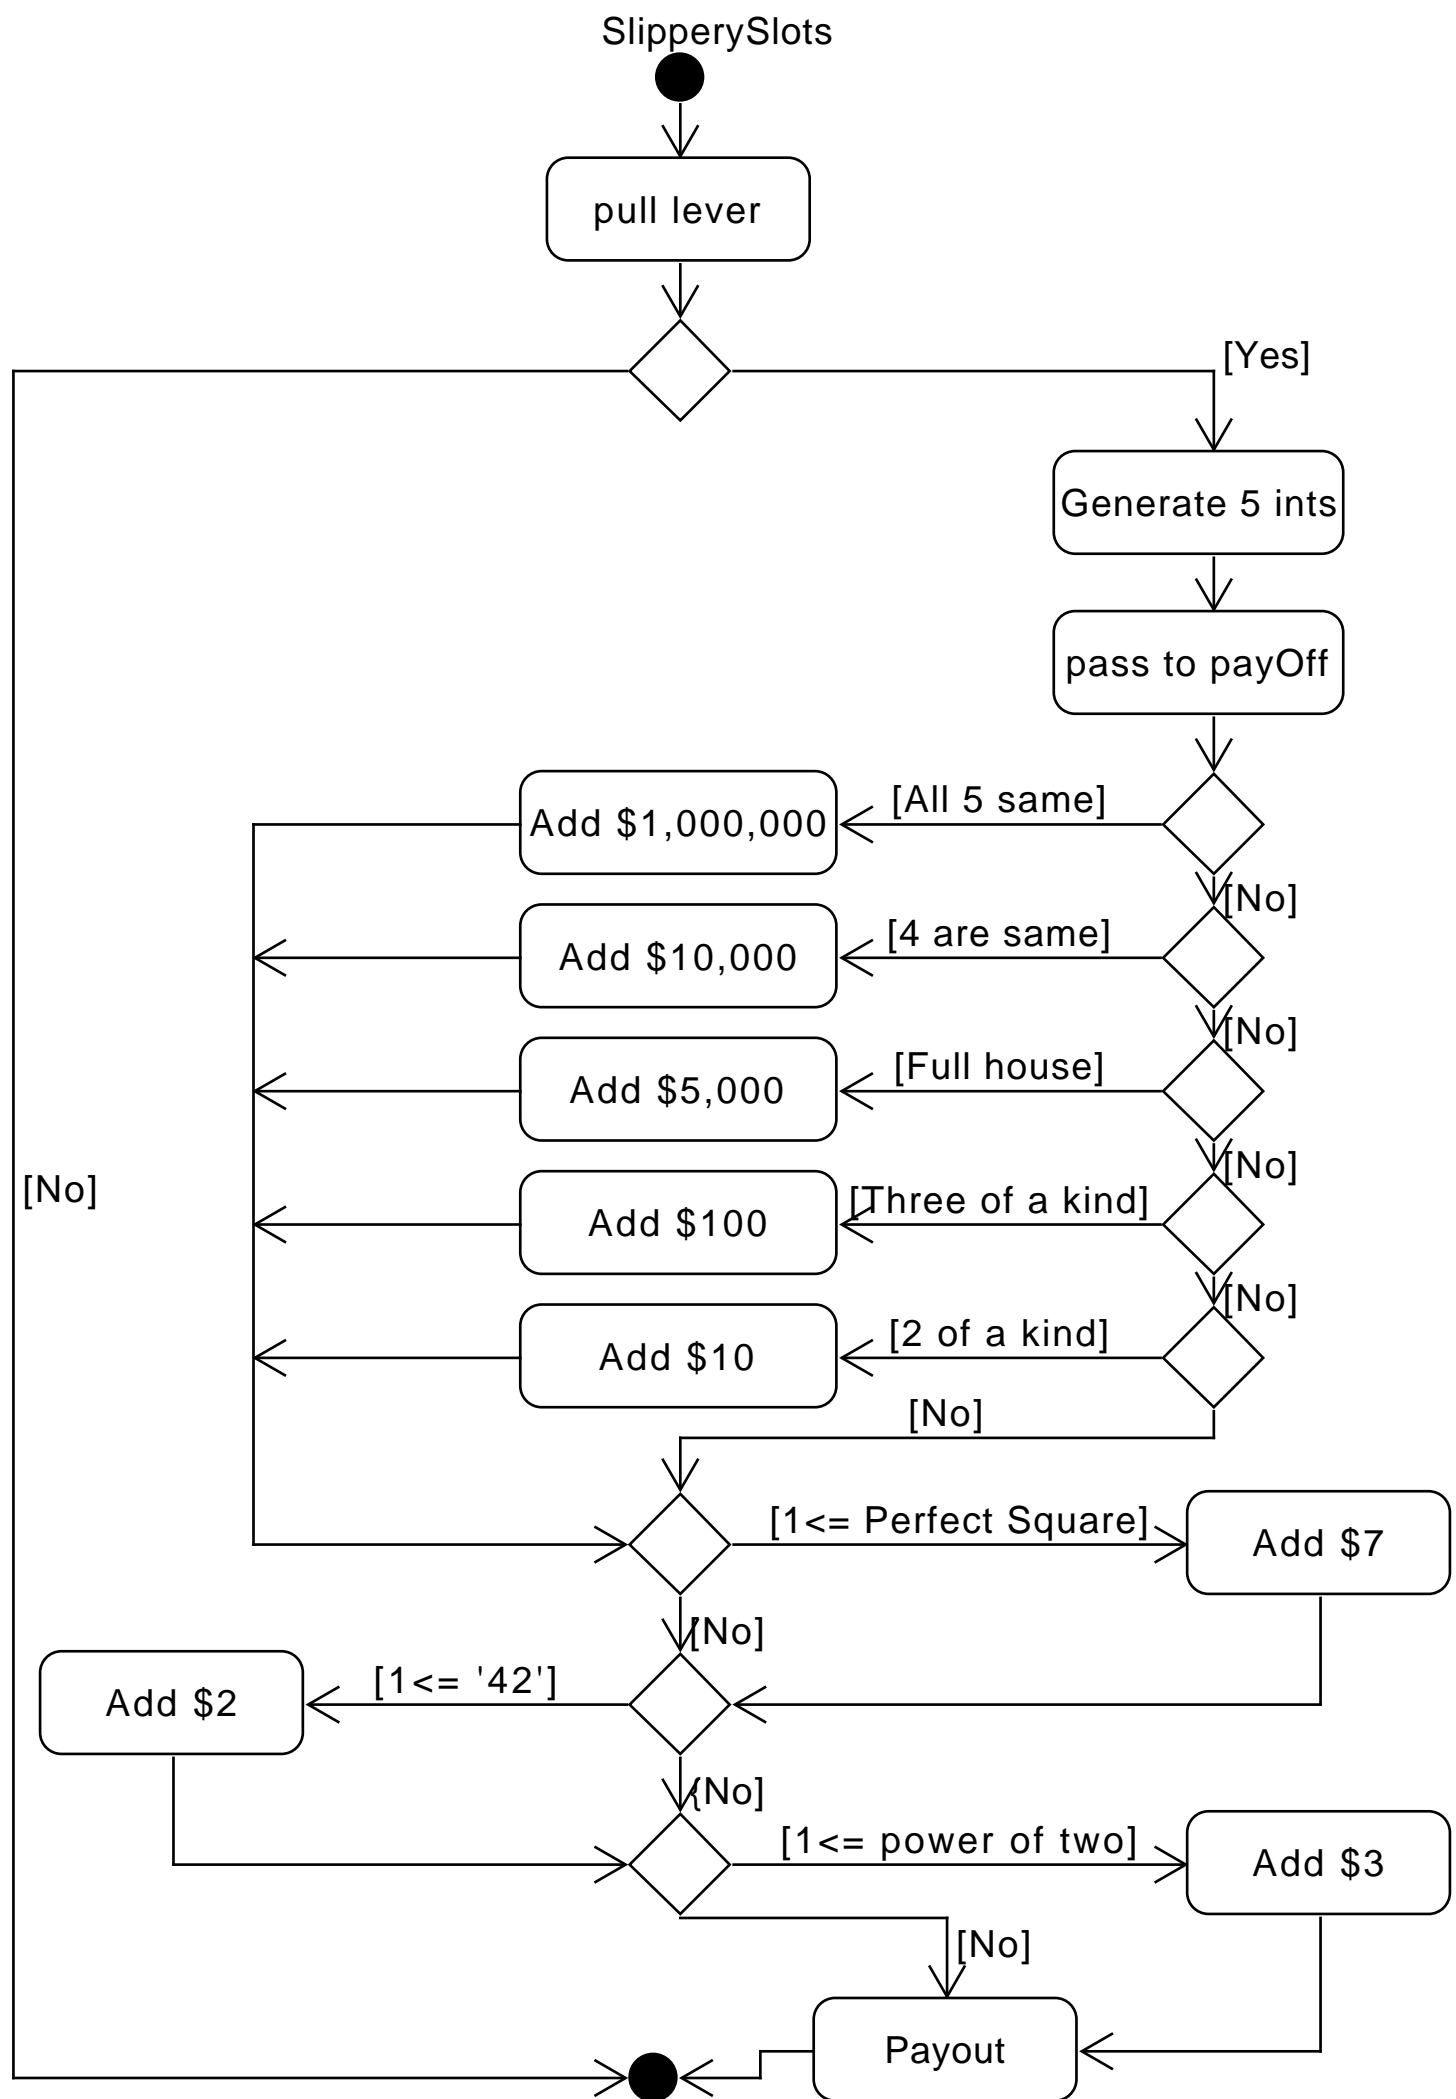 SlipperySlots
pull lever
[Yes]
Generate 5 ints
pass to payOff
[All 5 same]
Add $1,000,000
[No]
[4 are same]
Add $10,000
[No]
[Full house]
Add $5,000
[No]
[No]
[Three of a kind]
Add $100
[No]
[2 of a kind]
Add $10
[No]
[1<= Perfect Square]
Add $7
[No]
[1<= '42']
Add $2
{No]
[1<= power of two]
Add $3
[No]
Payout